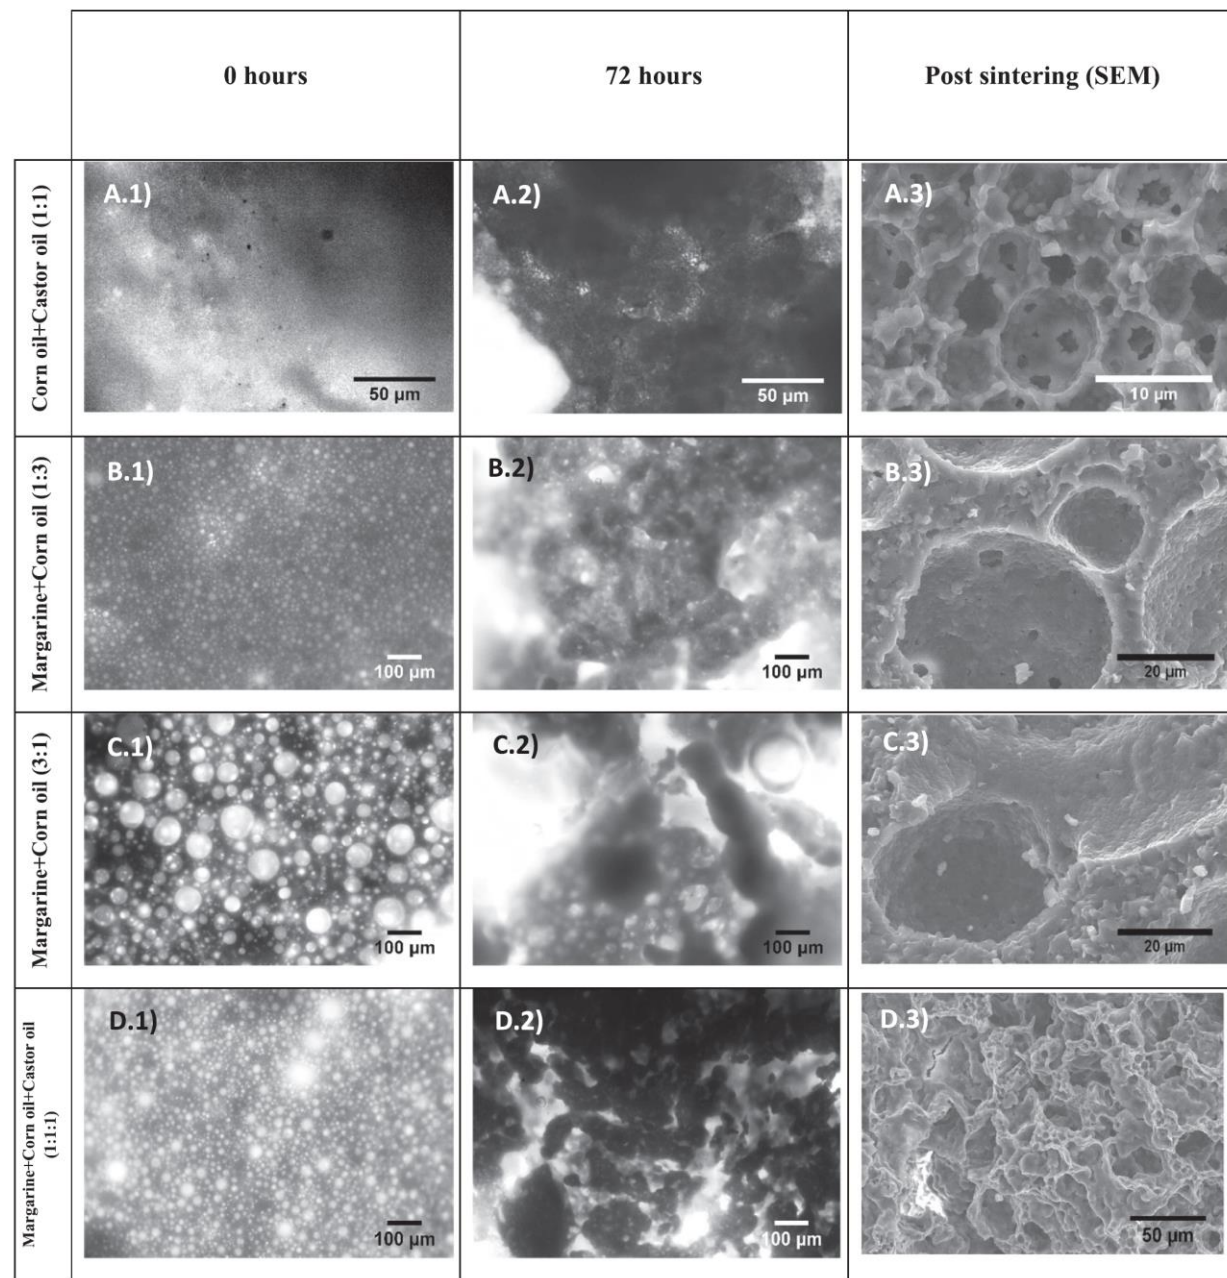 0 hours
72 hours
Post sintering (SEM)
Corn oil+Castor oil (1:1)
A.1)
50 µm
A.2)
50 µm
A.3)
10 µm
Margarine+Corn oil (1:3)
B.1)
100 µm
B.2)
100 µm
B.3)
20 µm
Margarine+Corn oil (3:1)
C.1)
100 µm
C.2)
100 µm
C.3)
20 µm
Margarine+Corn oil+Castor oil
(1:1:1)
D.1)
100 µm
D.2)
100 µm
D.3)
50 µm